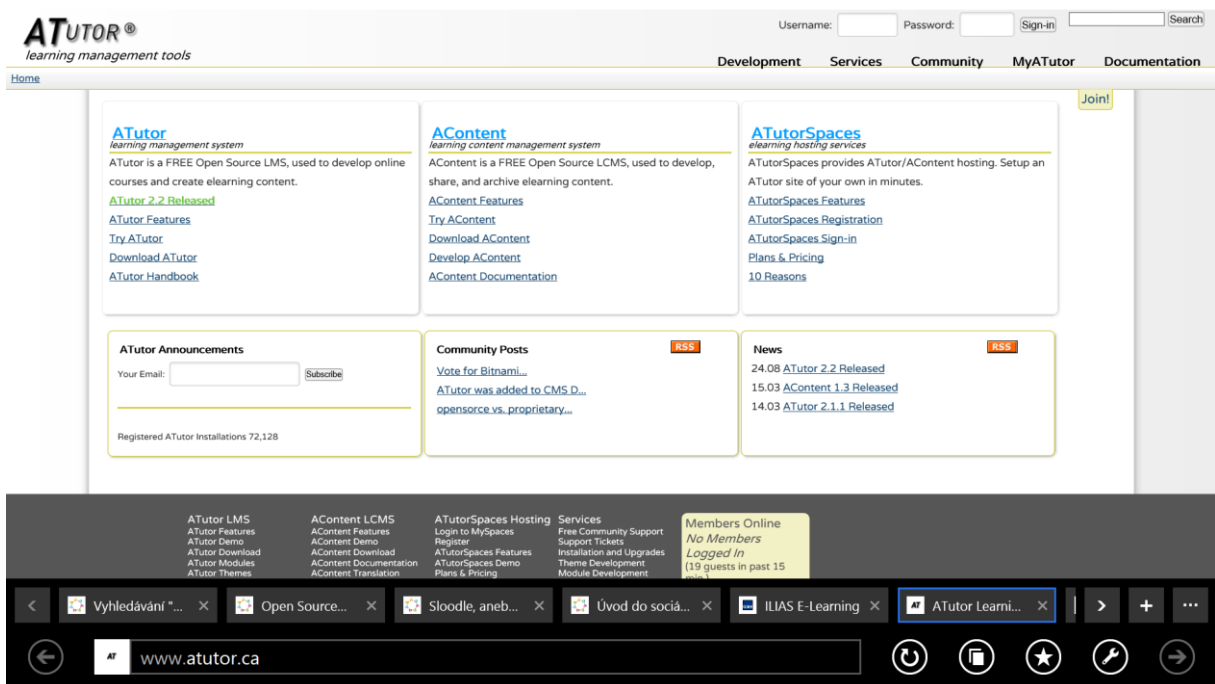 ATUTOR ®
learning management tools
Username:
Password:
Sign-in
Search
Development Services Community MyATutor Documentation
Home
Join!
ATutor
learning management system
ATutor is a FREE Open Source LMS, used to develop online
courses and create elearning content.
ATutor 2.2 Released
ATutor Features
Try ATutor
Download ATutor
ATutor Handbook
AContent
learning content management system
AContent is a FREE Open Source LCMS, used to develop,
share, and archive elearning content.
AContent Features
Try AContent
Download AContent
Develop AContent
AContent Documentation
ATutorSpaces
elearning hosting services
ATutorSpaces provides ATutor/AContent hosting. Setup an
ATutor site of your own in minutes.
ATutorSpaces Features
ATutorSpaces Registration
ATutorSpaces Sign-in
Plans & Pricing
10 Reasons
ATutor Announcements
Your Email:
Subscribe
Registered ATutor Installations 72,128
Community Posts
RSS
Vote for Bitnami...
ATutor was added to CMS D...
opensorce vs. proprietary...
News
RSS
24.08 ATutor 2.2 Released
15.03 AContent 1.3 Released
14.03 ATutor 2.1.1 Released
ATutor LMS
ATutor Features
ATutor Demo
ATutor Download
ATutor Modules
ATutor Themes
AContent LCMS
AContent Features
AContent Demo
AContent Download
AContent Documentation
AContent Translation
ATutorSpaces Hosting
Login to MySpaces
Register
ATutorSpaces Features
ATutorSpaces Demo
Plans & Pricing
Services
Free Community Support
Support Tickets
Installation and Upgrades
Theme Development
Module Development
Members Online
No Members
Logged in
(19 guests in past 15
min.)
Vyhledávání "...
Open Source...
Sloodle, aneb...
Úvod do sociá...
ILIAS E-Learning
AT ATutor Learni...
AT www.atutor.ca